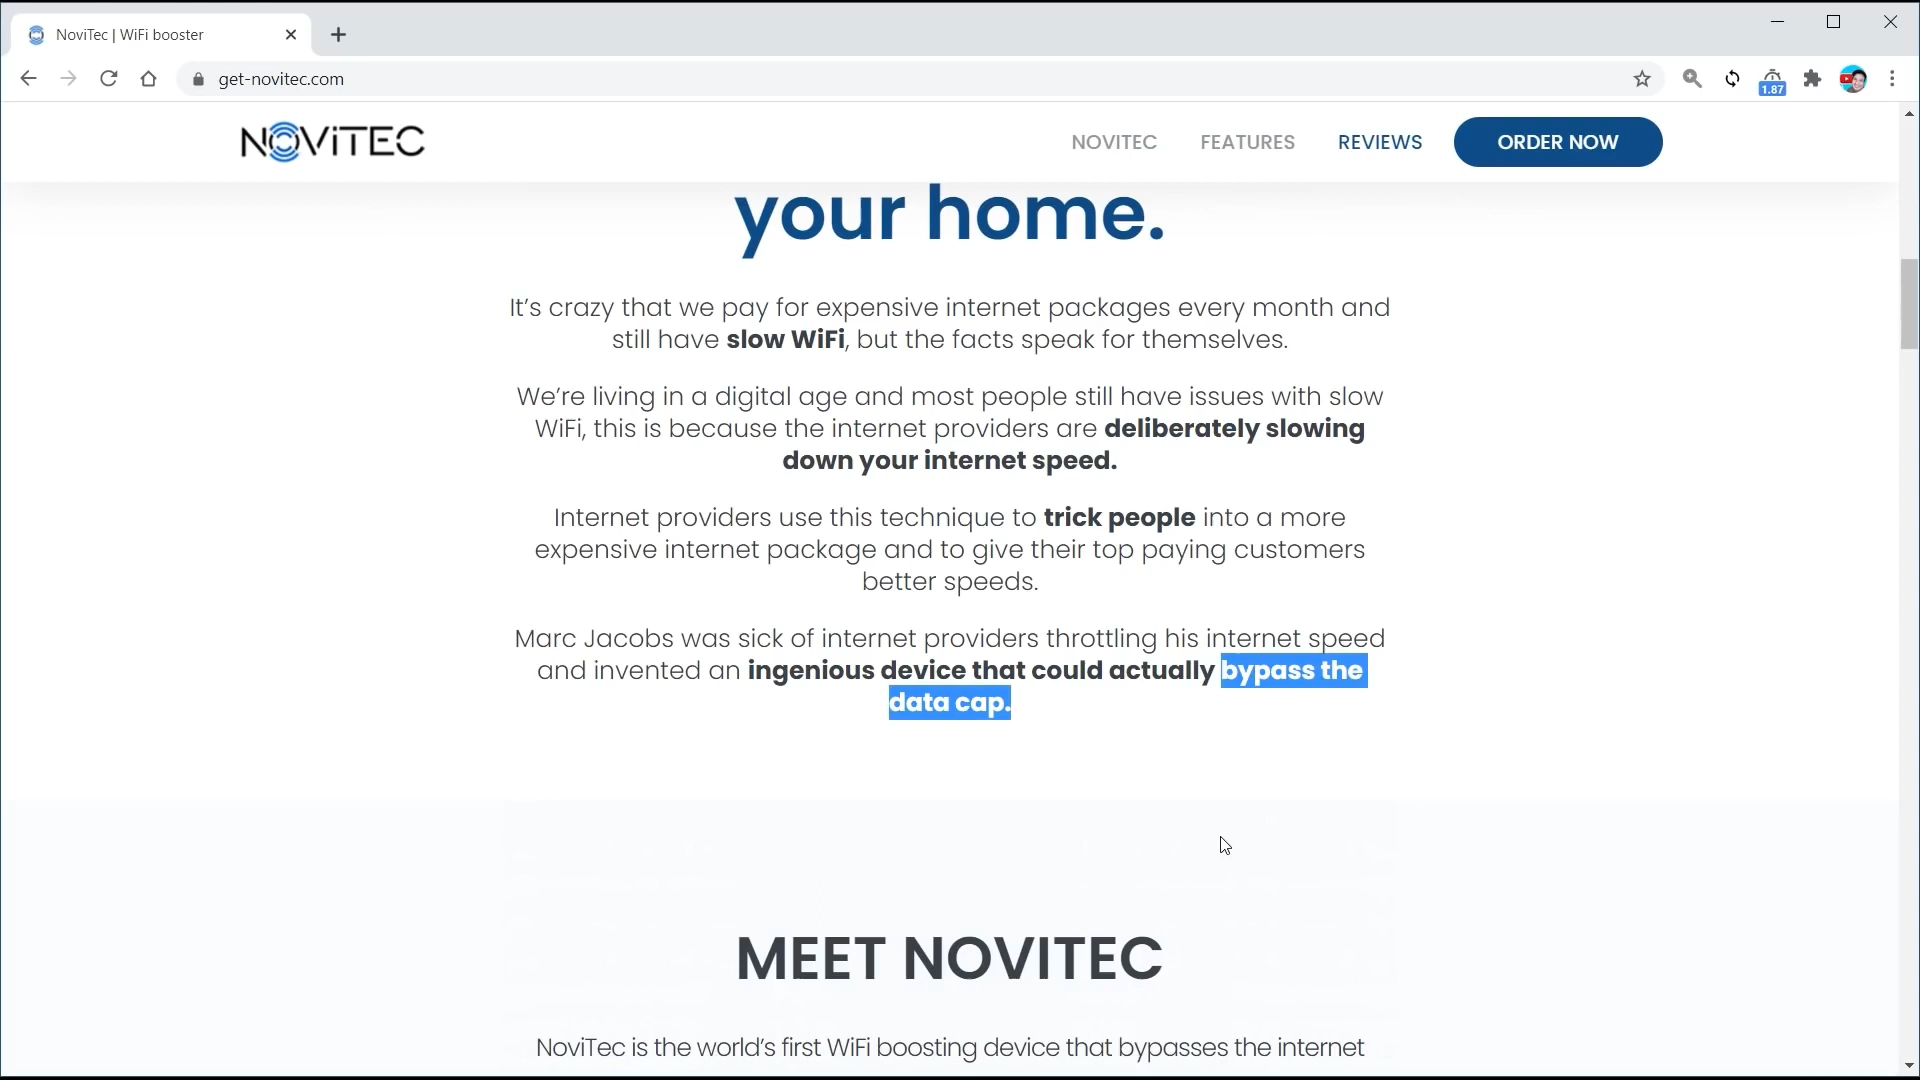 NoviTec | WiFi booster
get-novitec.com
1.87
NOViTEC
NOVITEC
FEATURES
REVIEWS
ORDER NOW
your home.
It’s crazy that we pay for expensive internet packages every month and
still have slow WiFi, but the facts speak for themselves.
We’re living in a digital age and most people still have issues with slow
WiFi, this is because the internet providers are deliberately slowing
down your internet speed.
Internet providers use this technique to trick people into a more
expensive internet package and to give their top paying customers
better speeds.
Marc Jacobs was sick of internet providers throttling his internet speed
and invented an ingenious device that could actually bypass the
data cap.
MEET NOVITEC
NoviTec is the world’s first WiFi boosting device that bypasses the internet